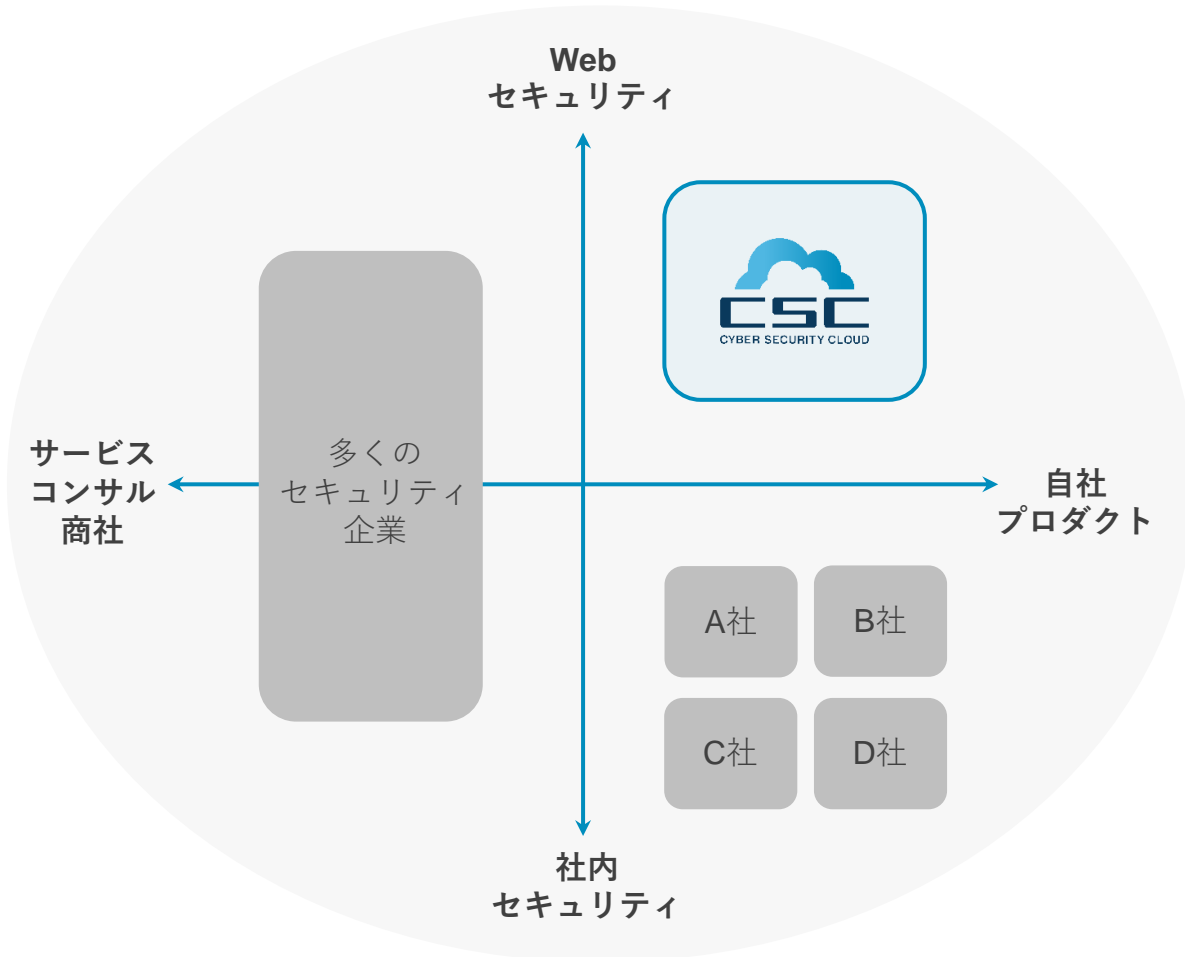 Web
セキュリティ
CSC
CYBER SECURITY CLOUD
サービス
コンサル
商社
多くの
セキュリティ
企業
自社
プロダクト
A社
B社
C社
D社
社内
セキュリティ